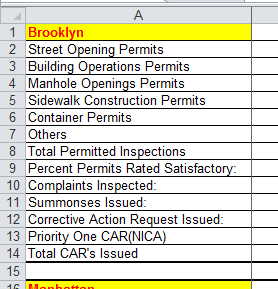 A
1 Brooklyn
2 Street Opening Permits
3 Building Operations Permits
4 Manhole Openings Permits
5 Sidewalk Construction Permits
6 Container Permits
7 Others
8 Total Permitted Inspections
9 Percent Permits Rated Satisfactory:
10 Complaints Inspected:
11 Summonses Issued:
12 Corrective Action Request Issued:
13 Priority One CAR(NICA)
14 Total CAR's Issued
15
16 Manhattan